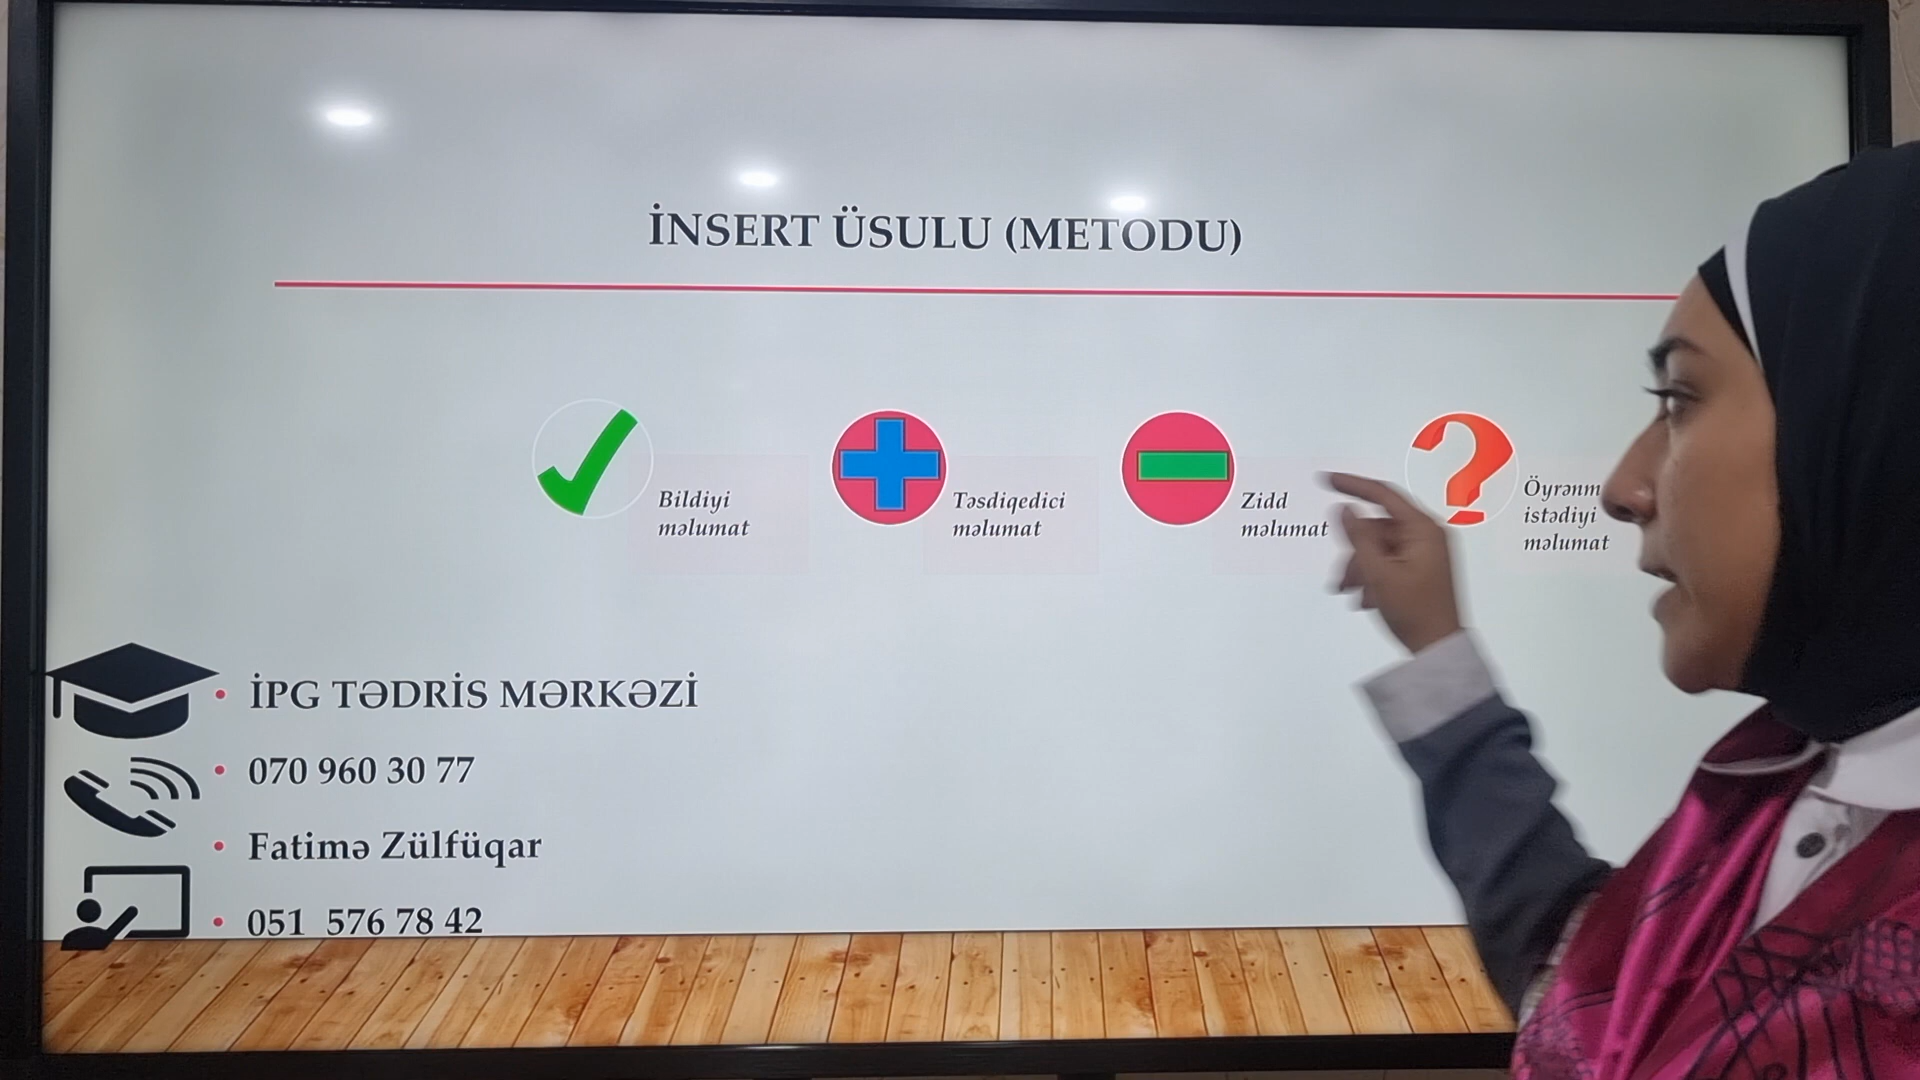 İNSERT ÜSULU (METODU)
Bildiyi
məlumat
Təsdiqedici
məlumat
Zidd
məlumat
istədiyi
məlumat
İPG TƏDRİS MƏRKƏZİ
070 960 30 77
Fatimə Zülfüqar
051 576 78 42